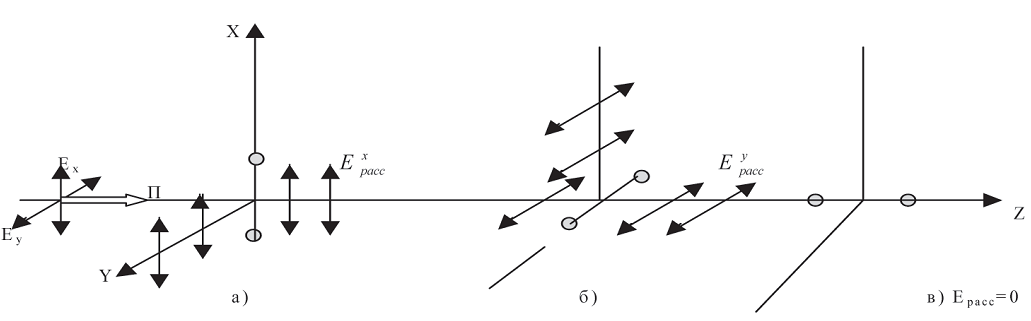 X
E x
П
E y
Y
E x расс
E y расс
Z
а)
б)
в) E расс=0